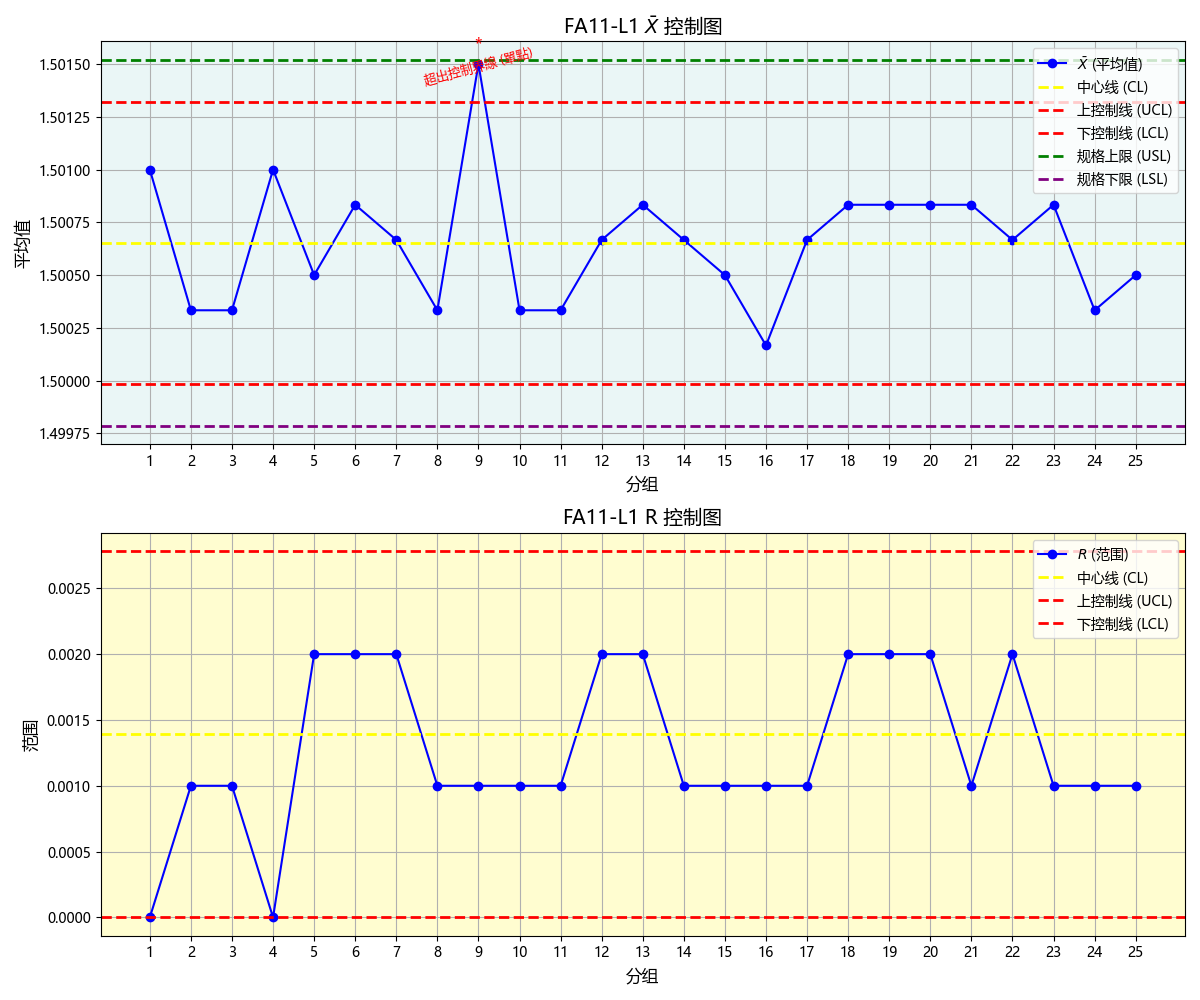 FA11-L1 X̄ 控制图
*
超出控制界線 (單點)
X̄ (平均值)
中心线 (CL)
上控制线 (UCL)
下控制线 (LCL)
规格上限 (USL)
规格下限 (LSL)
平均值
1.50150
1.50125
1.50100
1.50075
1.50050
1.50025
1.50000
1.49975
1 2 3 4 5 6 7 8 9 10 11 12 13 14 15 16 17 18 19 20 21 22 23 24 25
分组
FA11-L1 R 控制图
R (范围)
中心线 (CL)
上控制线 (UCL)
下控制线 (LCL)
范围
0.0025
0.0020
0.0015
0.0010
0.0005
0.0000
1 2 3 4 5 6 7 8 9 10 11 12 13 14 15 16 17 18 19 20 21 22 23 24 25
分组